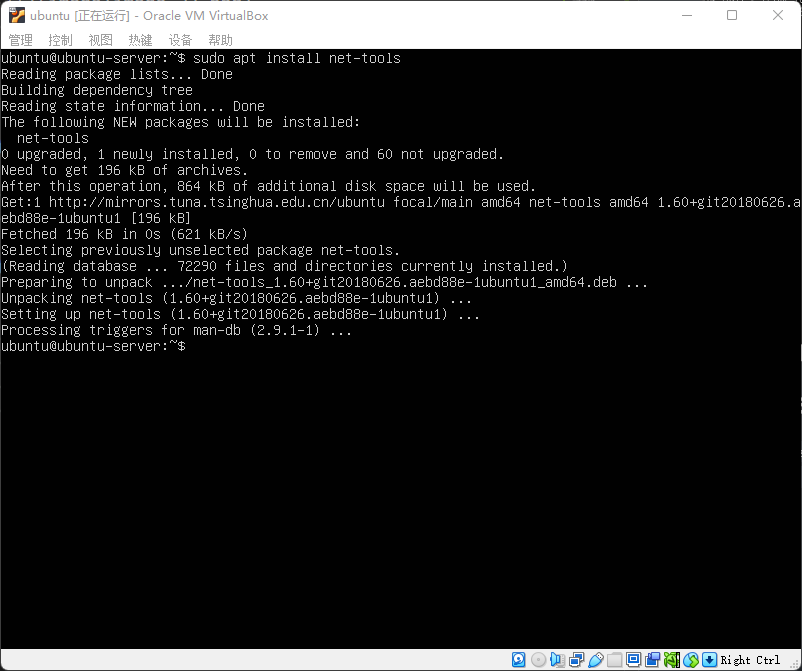 ubuntu [正在运行] - Oracle VM VirtualBox
管理 控制 视图 热键 设备 帮助
ubuntu@ubuntu-server:~$ sudo apt install net-tools
Reading package lists... Done
Building dependency tree
Reading state information... Done
The following NEW packages will be installed:
  net-tools
0 upgraded, 1 newly installed, 0 to remove and 60 not upgraded.
Need to get 196 kB of archives.
After this operation, 864 kB of additional disk space will be used.
Get:1 http://mirrors.tuna.tsinghua.edu.cn/ubuntu focal/main amd64 net-tools amd64 1.60+git20180626.a
ebd88e-1ubuntu1 [196 kB]
Fetched 196 kB in 0s (621 kB/s)
Selecting previously unselected package net-tools.
(Reading database ... 72290 files and directories currently installed.)
Preparing to unpack .../net-tools_1.60+git20180626.aebd88e-1ubuntu1_amd64.deb ...
Unpacking net-tools (1.60+git20180626.aebd88e-1ubuntu1) ...
Setting up net-tools (1.60+git20180626.aebd88e-1ubuntu1) ...
Processing triggers for man-db (2.9.1-1) ...
ubuntu@ubuntu-server:~$
Right Ctrl